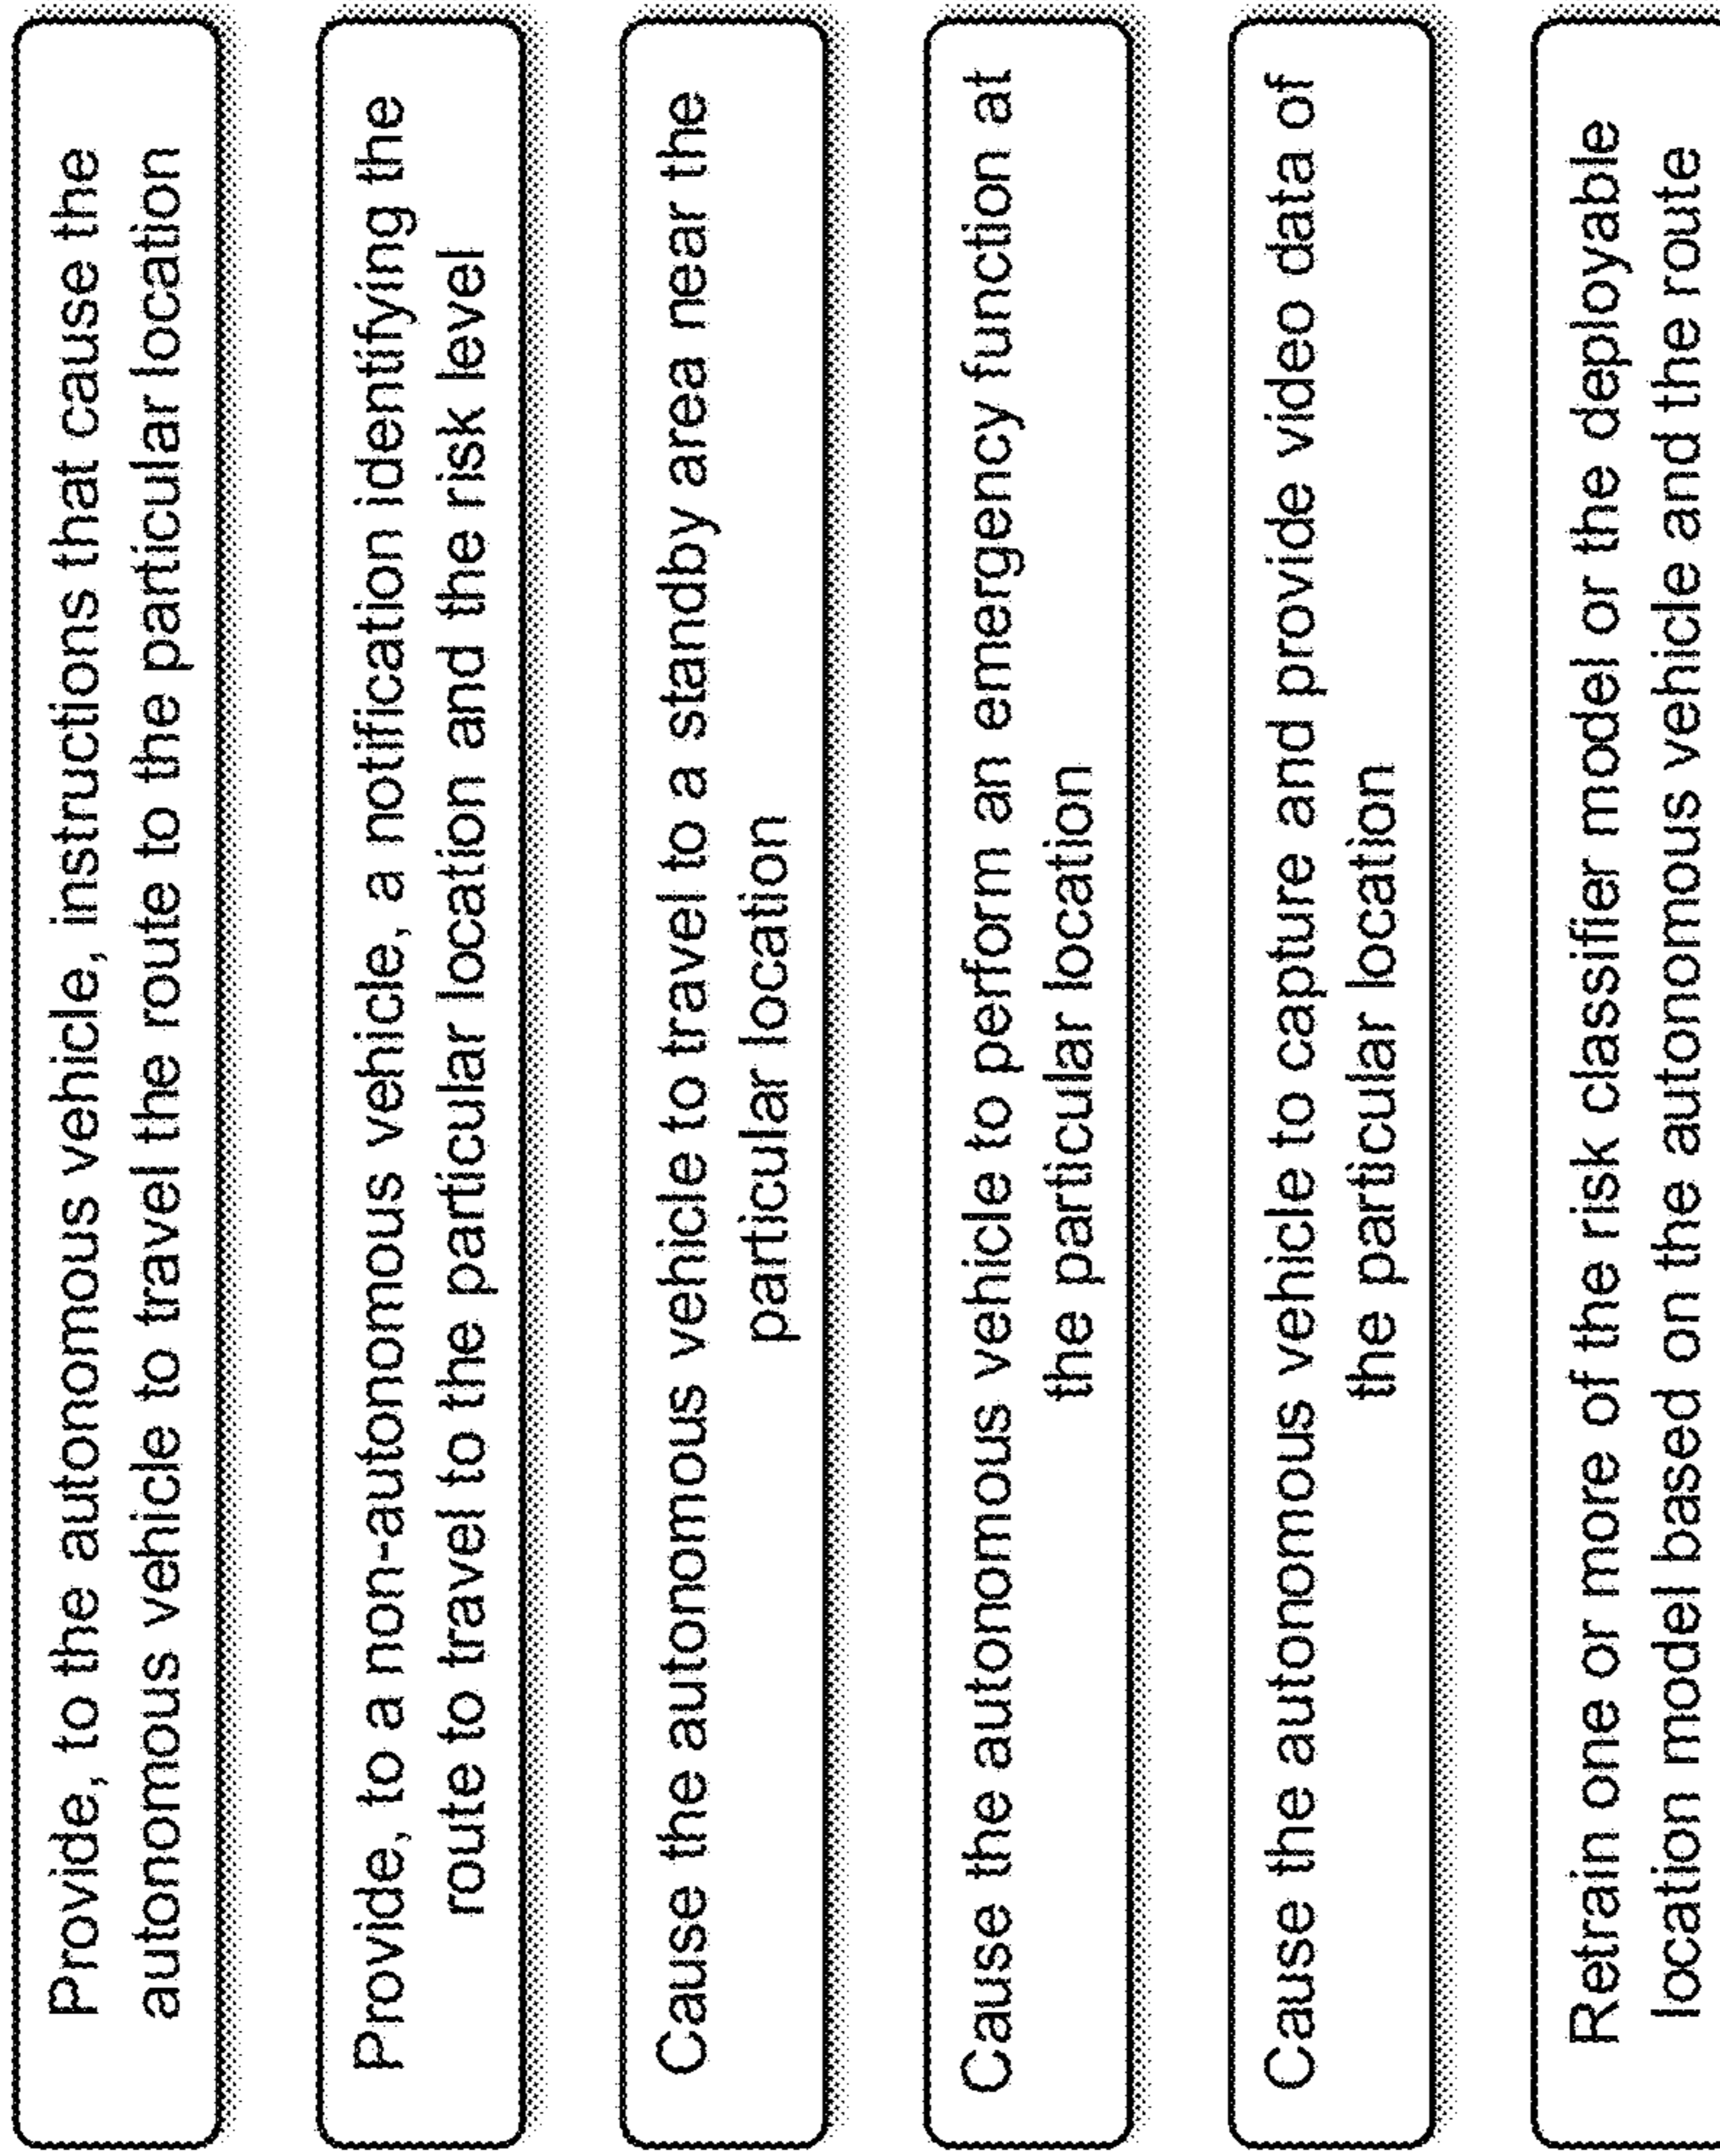 Provide, to the autonomous vehicle, instructions that cause the
autonomous vehicle to travel the route to the particular location
Provide, to a non-autonomous vehicle, a notification identifying the
route to travel to the particular location and the risk level
Cause the autonomous vehicle to travel to a standby area near the
particular location
Cause the autonomous vehicle to perform an emergency function at
the particular location
Cause the autonomous vehicle to capture and provide video data of
the particular location
Retrain one or more of the risk classifier model or the deployable
location model based on the autonomous vehicle and the route